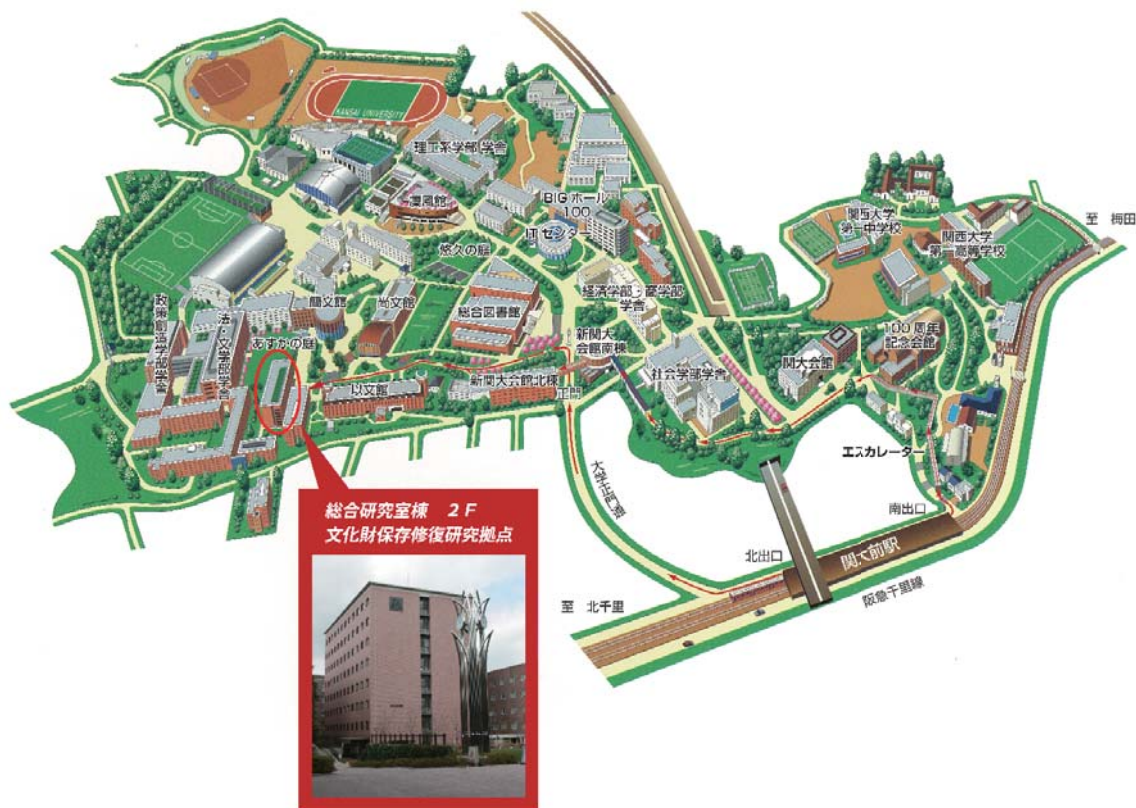 KANSAI UNIVERSITY
理工系学部 学舎
凜風館
BIG ホール
100
ITセンター
悠久の庭
関西大学
第一中学校
関西大学
第一高等学校
至 梅田
経済学部・商学部
学舎
簡文館
尚文館
総合図書館
政策創造学部学舎
法・文学部学舎
あすかの庭
新関大
会館南棟
100周年
記念会館
関大会館
社会学部学舎
以文館
新関大会館北棟
正門
エスカレーター
大学正門通
南出口
北出口
関大前駅
阪急千里線
至 北千里
総合研究室棟 2F
文化財保存修復研究拠点